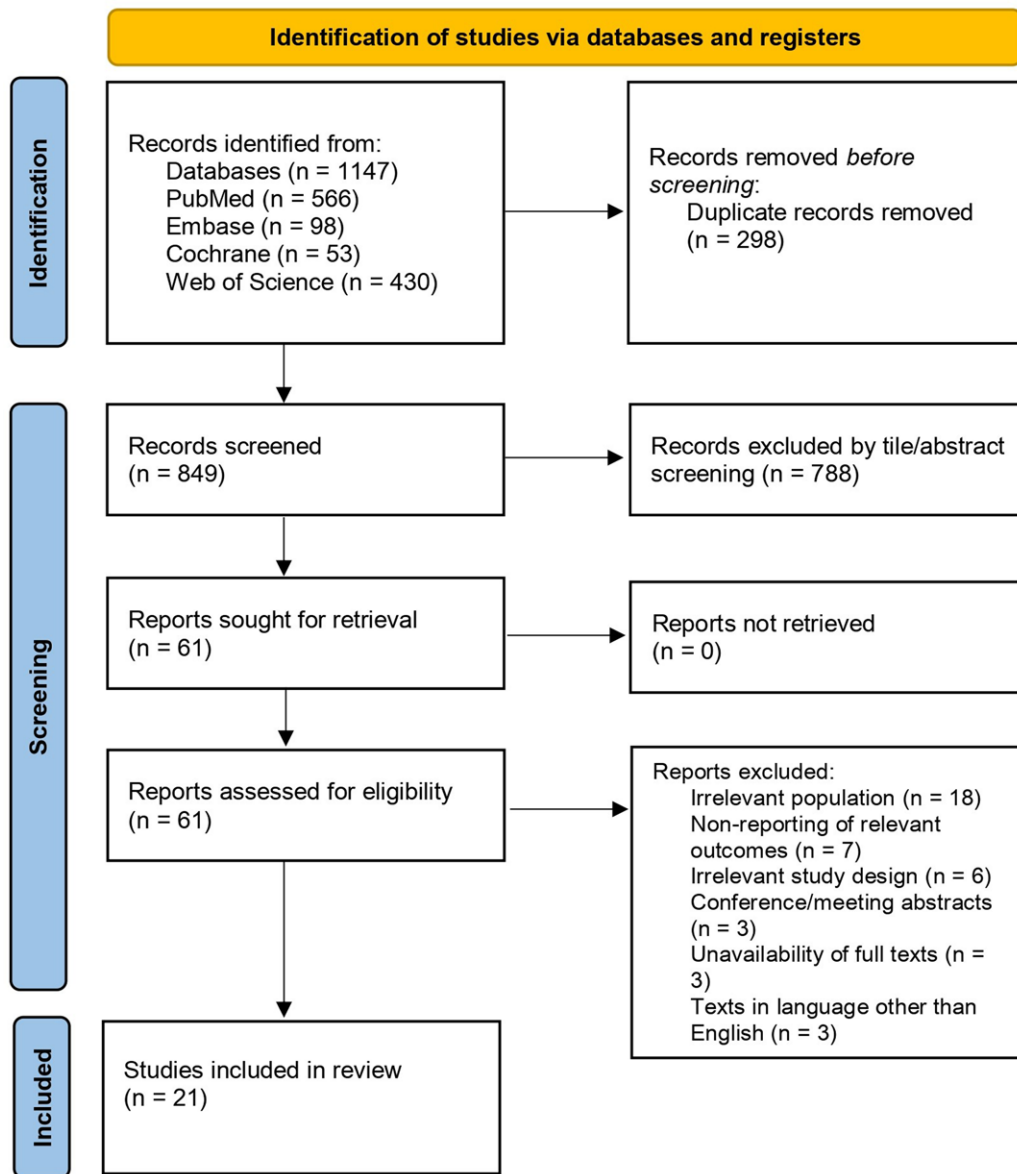 Identification of studies via databases and registers
Identification
Records identified from:
Databases (n = 1147)
PubMed (n = 566)
Embase (n = 98)
Cochrane (n = 53)
Web of Science (n = 430)
Records removed before
screening:
Duplicate records removed
(n = 298)
Screening
Records screened
(n = 849)
Records excluded by tile/abstract
screening (n = 788)
Reports sought for retrieval
(n = 61)
Reports not retrieved
(n = 0)
Reports assessed for eligibility
(n = 61)
Reports excluded:
Irrelevant population (n = 18)
Non-reporting of relevant
outcomes (n = 7)
Irrelevant study design (n = 6)
Conference/meeting abstracts
(n = 3)
Unavailability of full texts (n =
3)
Texts in language other than
English (n = 3)
Included
Studies included in review
(n = 21)